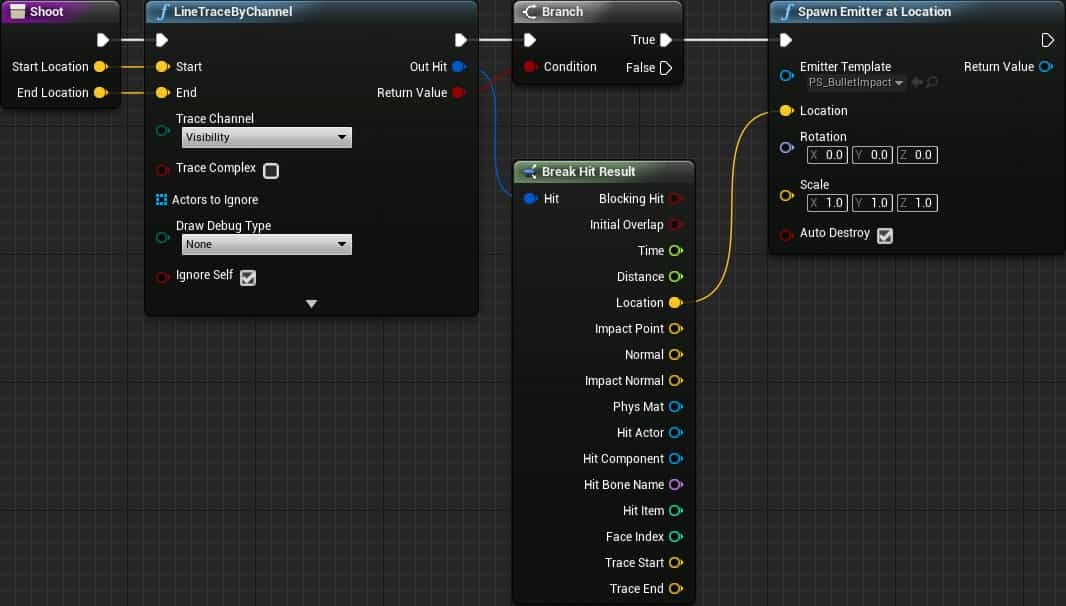 Shoot
Start Location
End Location
LineTraceByChannel
Start
Out Hit
End
Return Value
Trace Channel
Visibility
Trace Complex
Actors to Ignore
Draw Debug Type
None
Ignore Self
Branch
True
Condition
False
Break Hit Result
Hit
Blocking Hit
Initial Overlap
Time
Distance
Location
Impact Point
Normal
Impact Normal
Phys Mat
Hit Actor
Hit Component
Hit Bone Name
Hit Item
Face Index
Trace Start
Trace End
Spawn Emitter at Location
Emitter Template
Return Value
PS_BulletImpact
Location
Rotation
X 0.0 Y 0.0 Z 0.0
Scale
X 1.0 Y 1.0 Z 1.0
Auto Destroy